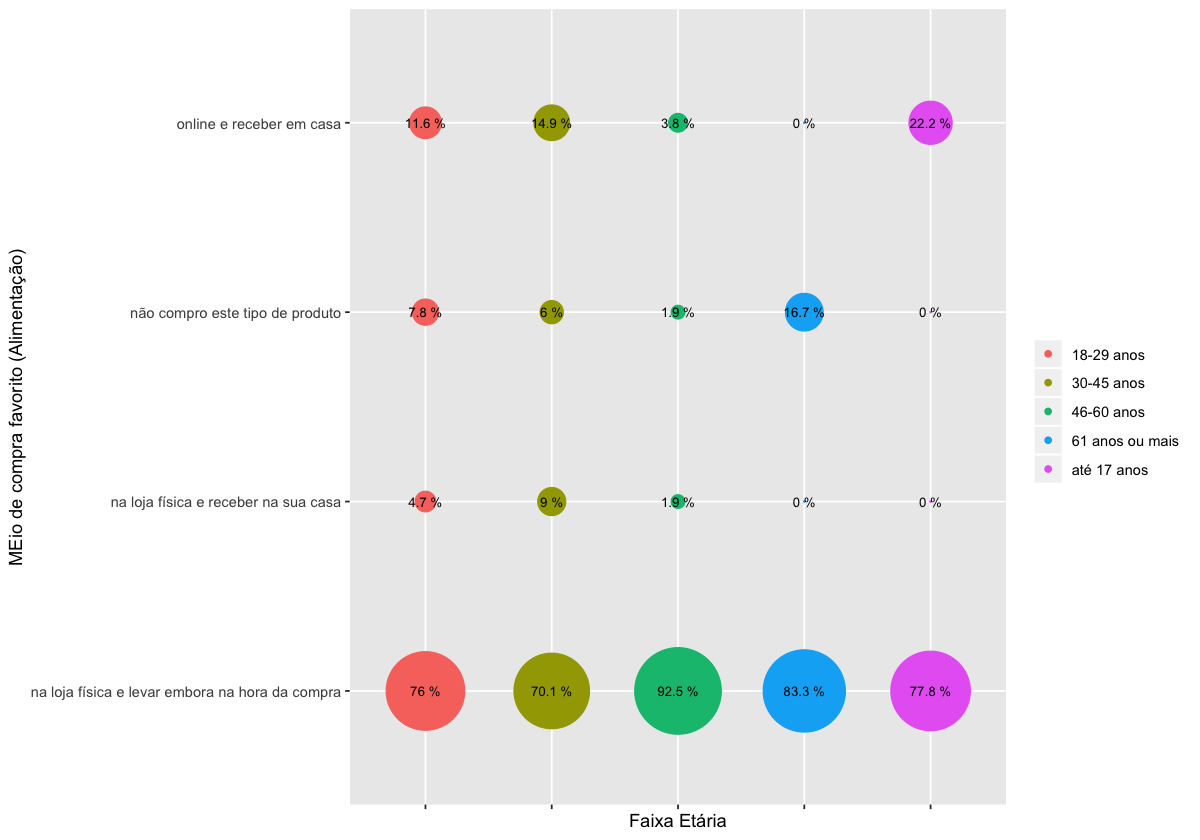 online e receber em casa
11.6 %
14.9 %
3.8 %
0 %
22.2 %
não compro este tipo de produto
7.8 %
6 %
1.9 %
16.7 %
0 %
na loja física e receber na sua casa
4.7 %
9 %
1.9 %
0 %
0 %
na loja física e levar embora na hora da compra
76 %
70.1 %
92.5 %
83.3 %
77.8 %
MEio de compra favorito (Alimentação)
Faixa Etária
18-29 anos
30-45 anos
46-60 anos
61 anos ou mais
até 17 anos